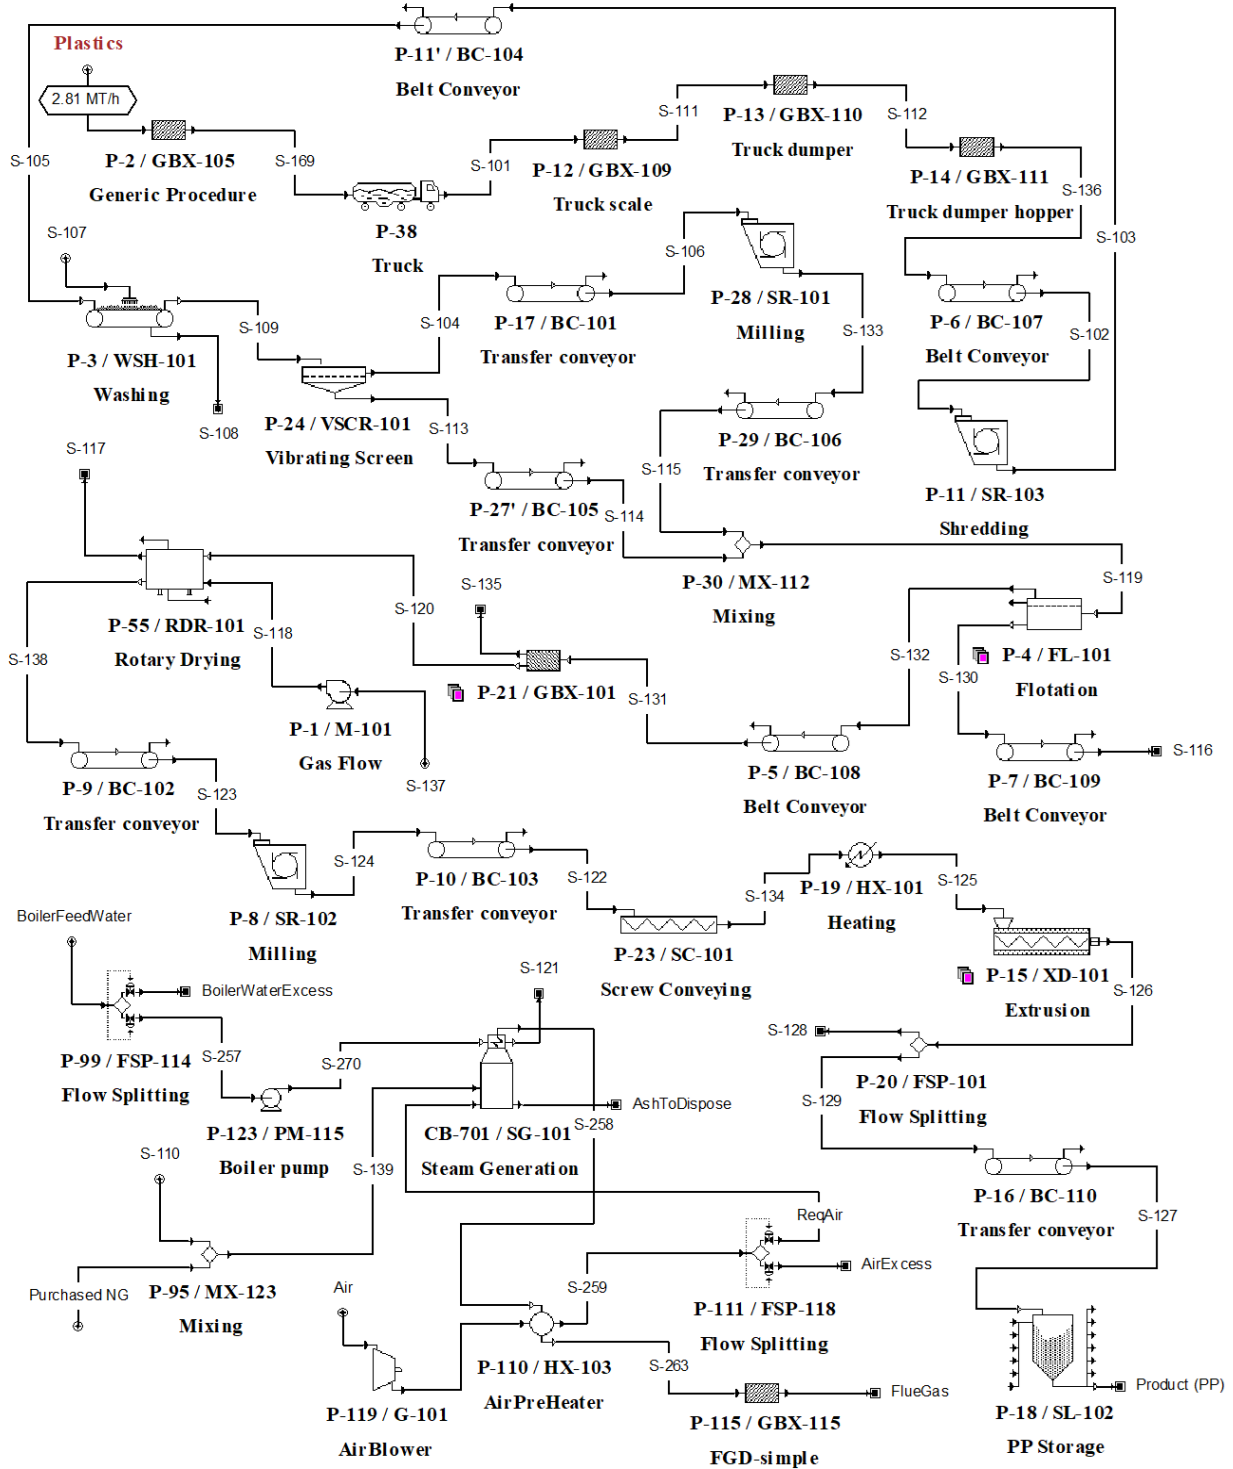 P-11' / BC-104
Belt Conveyor
Plastics
2.81 MT/h
S-105
P-2 / GBX-105
Generic Procedure
S-169
P-38
Truck
S-101
P-12 / GBX-109
Truck scale
S-111
P-13 / GBX-110
Truck dumper
S-112
P-14 / GBX-111
Truck dumper hopper
S-136
S-103
S-107
P-3 / WSH-101
Washing
S-108
S-109
P-24 / VSCR-101
Vibrating Screen
S-104
P-17 / BC-101
Transfer conveyor
S-106
P-28 / SR-101
Milling
S-133
P-6 / BC-107
Belt Conveyor
S-102
P-29 / BC-106
Transfer conveyor
S-113
P-27' / BC-105
Transfer conveyor
S-114
S-115
P-11 / SR-103
Shredding
P-30 / MX-112
Mixing
S-119
S-117
P-55 / RDR-101
Rotary Drying
S-118
S-120
S-135
P-21 / GBX-101
S-131
S-132
P-4 / FL-101
Flotation
S-130
S-138
P-1 / M-101
Gas Flow
S-137
P-5 / BC-108
Belt Conveyor
P-7 / BC-109
Belt Conveyor
S-116
P-9 / BC-102
Transfer conveyor
S-123
P-8 / SR-102
Milling
S-124
P-10 / BC-103
Transfer conveyor
S-122
P-23 / SC-101
Screw Conveying
S-134
P-19 / HX-101
Heating
S-125
P-15 / XD-101
Extrusion
S-126
BoilerFeedWater
BoilerWaterExcess
P-99 / FSP-114
Flow Splitting
S-257
P-123 / PM-115
Boiler pump
S-270
S-121
CB-701 / SG-101
Steam Generation
AshToDispose
S-258
S-128
P-20 / FSP-101
Flow Splitting
S-129
P-16 / BC-110
Transfer conveyor
S-127
S-110
S-139
Purchased NG
P-95 / MX-123
Mixing
Air
P-119 / G-101
AirBlower
P-110 / HX-103
AirPreHeater
S-259
ReqAir
AirExcess
P-111 / FSP-118
Flow Splitting
S-263
P-115 / GBX-115
FGD-simple
FlueGas
Product (PP)
P-18 / SL-102
PP Storage